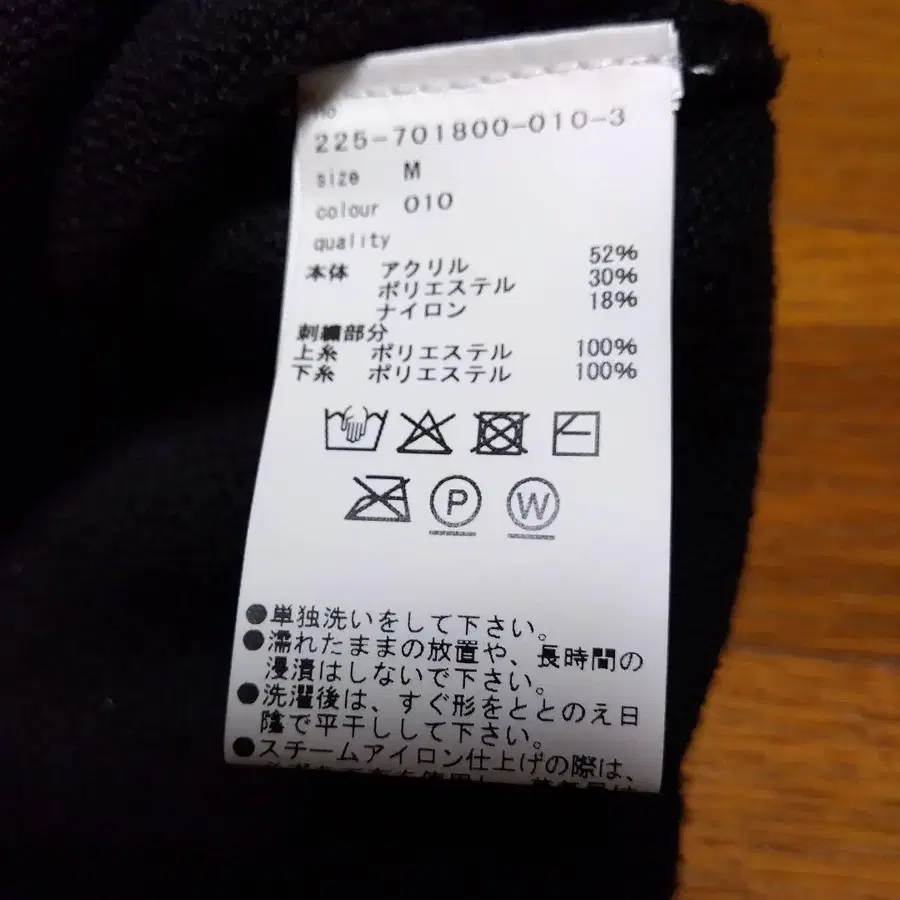 no
225-701800-010-3
size M
colour 010
quality
本体 アクリル 52%
ポリエステル 30%
ナイロン 18%
刺繍部分
上糸 ポリエステル 100%
下糸 ポリエステル 100%
P W
●単独洗いをして下さい。
●濡れたままの放置や、長時間の
浸漬はしないで下さい。
●洗濯後は、すぐ形をととのえ日
陰で平干しして下さい。
●スチームアイロン仕上げの際は、